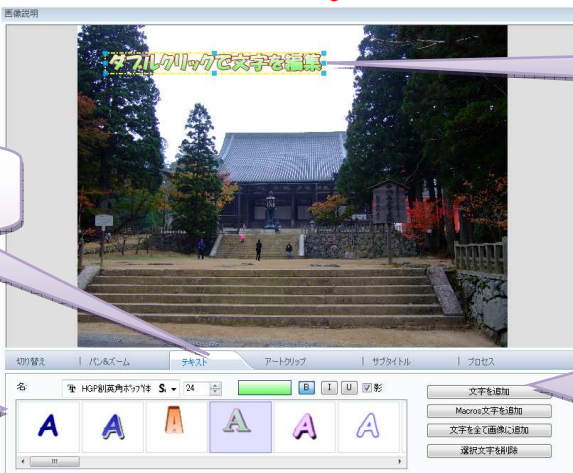 画像説明
ダブルクリックで文字を編集
切り替え パン&ズーム テキスト アートクリップ サブタイトル プロセス
名: HGP創英角ポップ体 S 24 B I U 影
A A A A A A
文字を追加
Macros文字を追加
文字を全て画像に追加
選択文字を削除